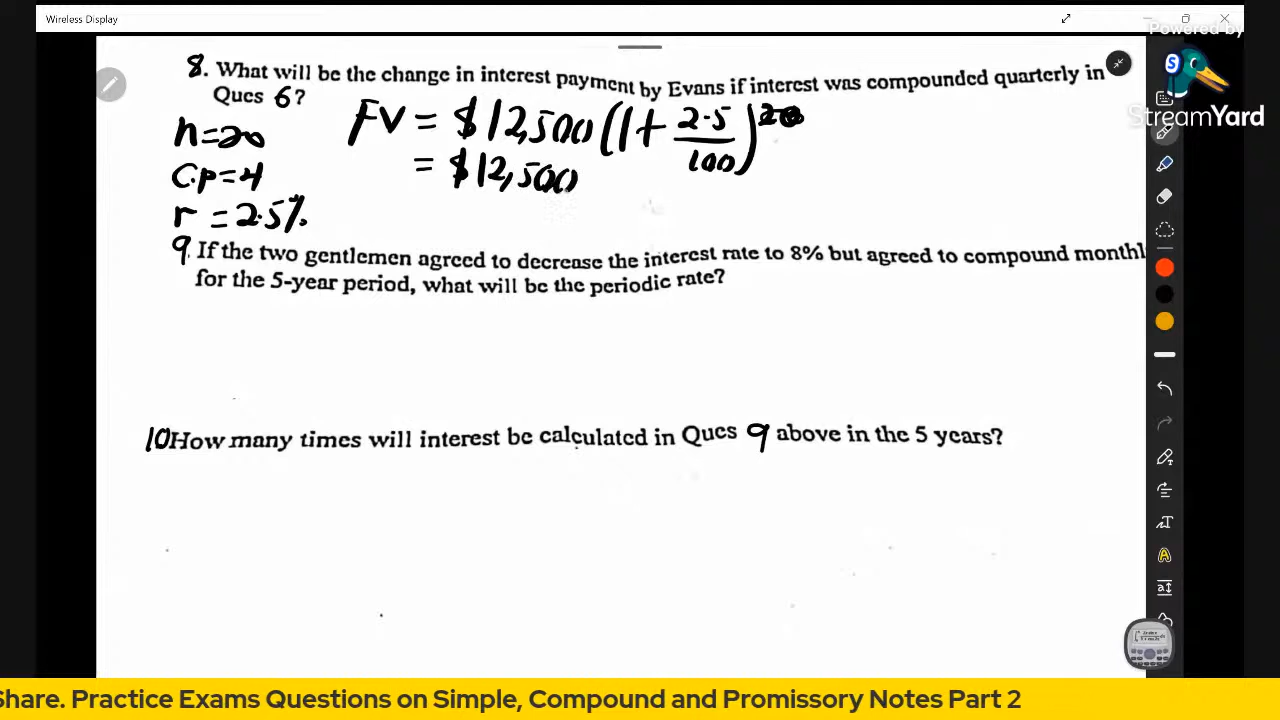 Wireless Display
Powered by
StreamYard
8. What will be the change in interest payment by Evans if interest was compounded quarterly in
Ques 6?
n=20
C.p=4
r = 2.5%
FV = $12,500(1+ 2.5/100)^20
= $12,500
9. If the two gentlemen agreed to decrease the interest rate to 8% but agreed to compound monthl
for the 5-year period, what will be the periodic rate?
10 How many times will interest be calculated in Ques 9 above in the 5 years?
Share. Practice Exams Questions on Simple, Compound and Promissory Notes Part 2